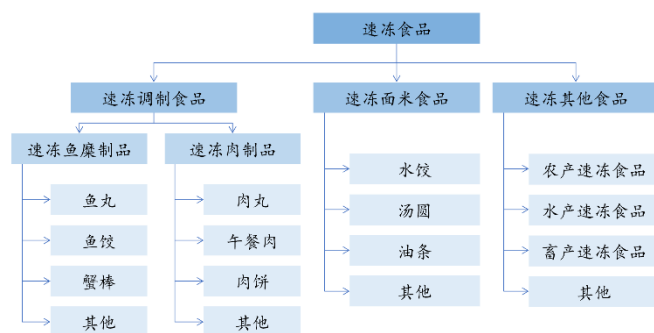 速冻食品
速冻调制食品
速冻面米食品
速冻其他食品
速冻鱼糜制品
速冻肉制品
鱼丸
鱼饺
蟹棒
其他
肉丸
午餐肉
肉饼
其他
水饺
汤圆
油条
其他
农产速冻食品
水产速冻食品
畜产速冻食品
其他